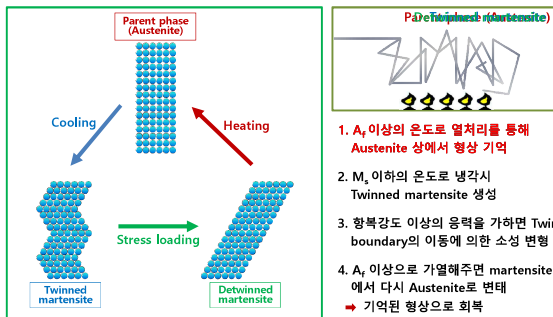 Parent phase
(Austenite)
Cooling
Heating
Stress loading
Twinned
martensite
Detwinned
martensite
Parent phase (Austenite)
1. Af 이상의 온도로 열처리를 통해
Austenite 상에서 형상 기억
2. Ms 이하의 온도로 냉각시
Twinned martensite 생성
3. 항복강도 이상의 응력을 가하면 Twin
boundary의 이동에 의한 소성 변형
4. Af 이상으로 가열해주면 martensite
에서 다시 Austenite로 변태
➡ 기억된 형상으로 회복